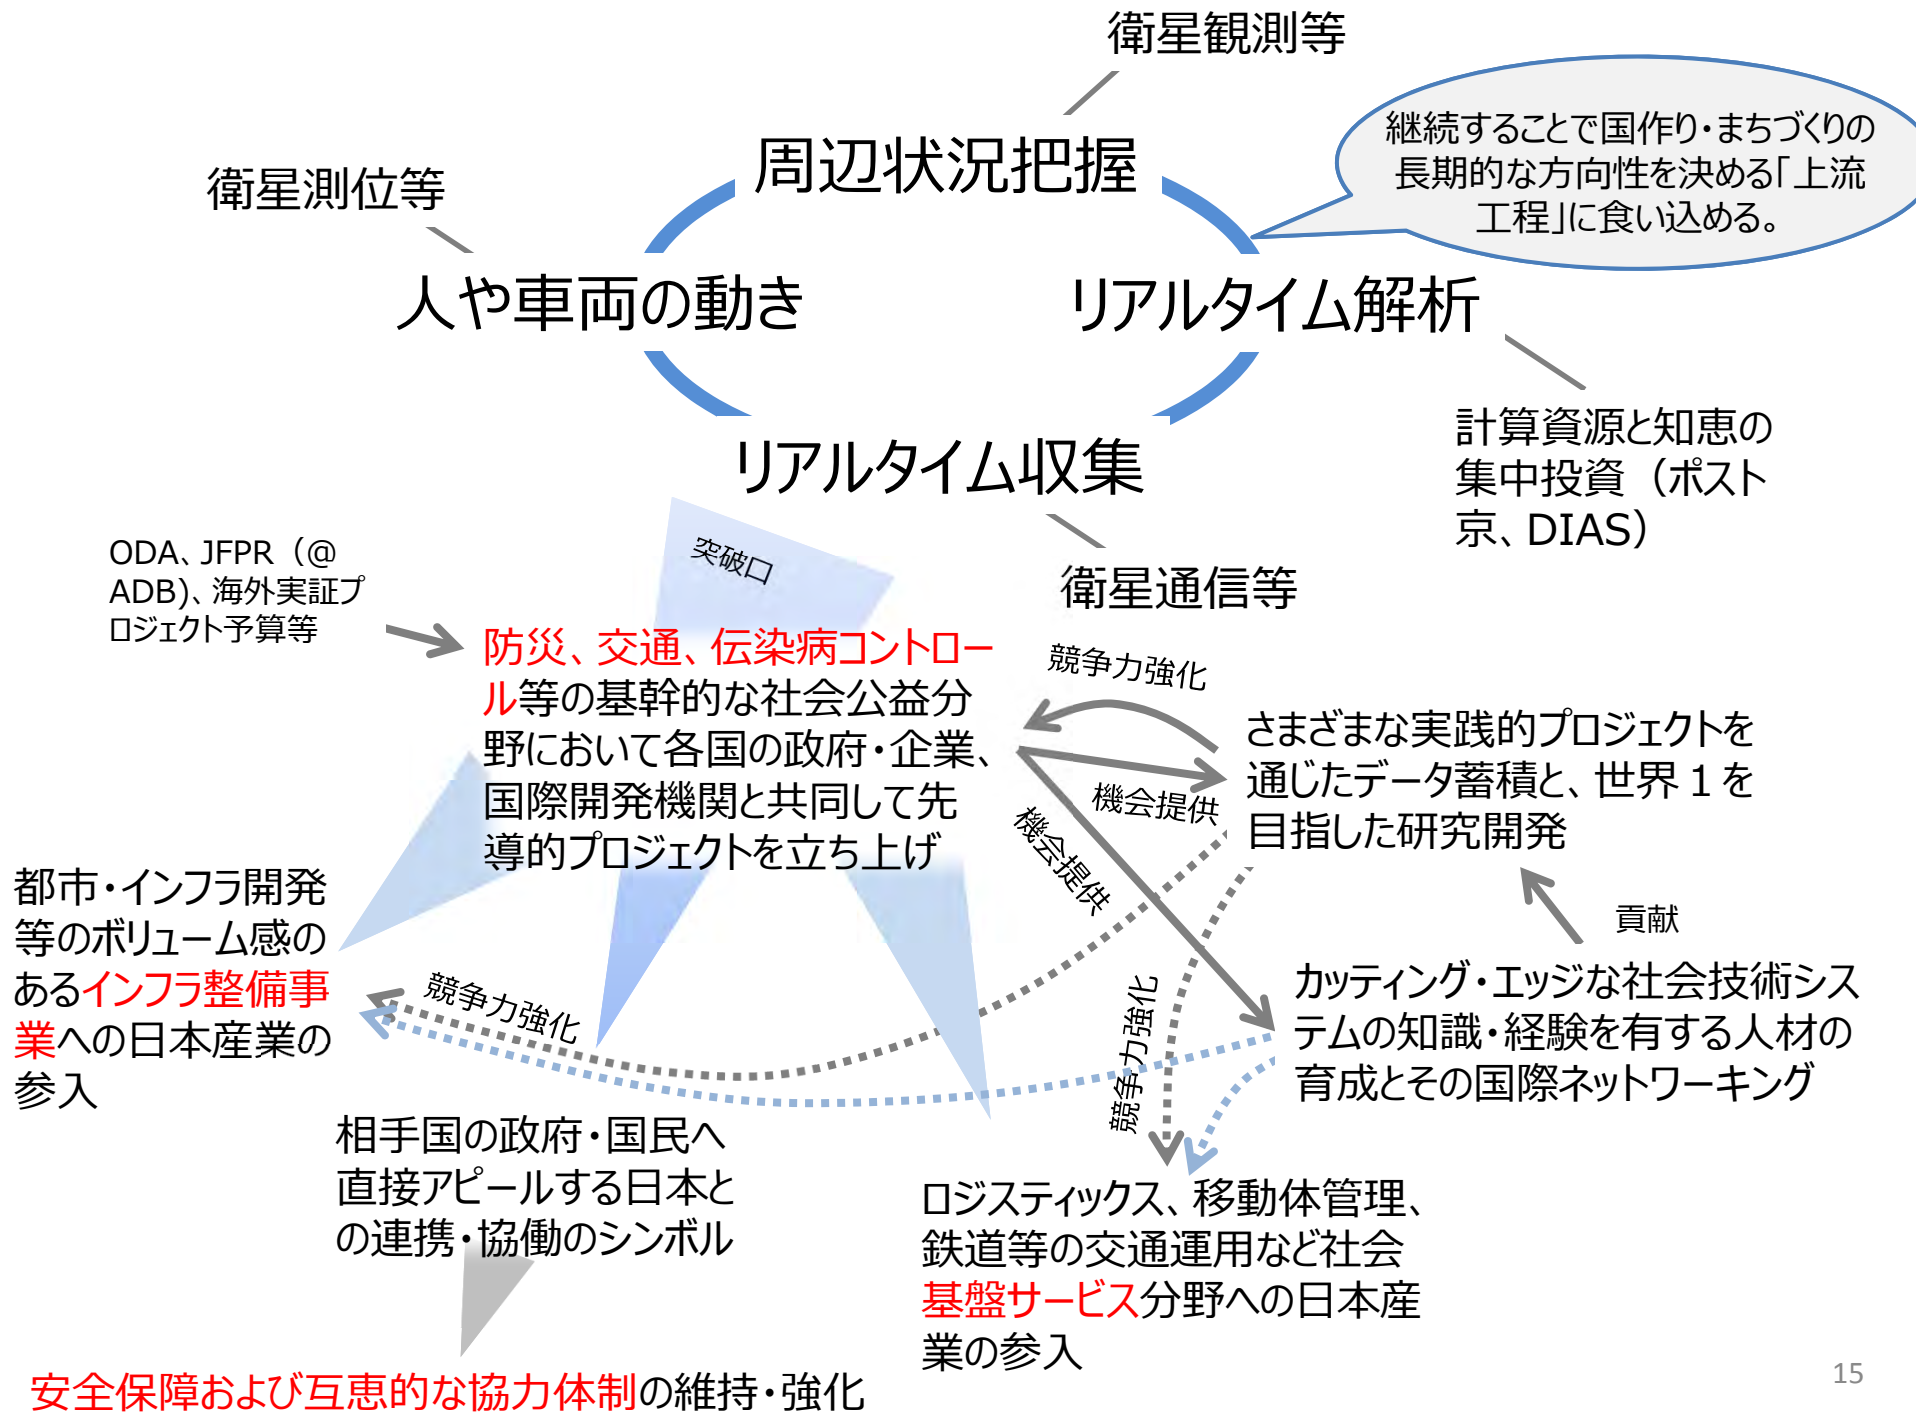 衛星観測等
継続することで国作り・まちづくりの
長期的な方向性を決める「上流
工程」に食い込める。
周辺状況把握
衛星測位等
人や車両の動き
リアルタイム解析
リアルタイム収集
計算資源と知恵の
集中投資（ポスト
京、DIAS）
ODA、JFPR（@
ADB)、海外実証プ
ロジェクト予算等
突破口
衛星通信等
防災、交通、伝染病コントロー
ル等の基幹的な社会公益分
野において各国の政府・企業、
国際開発機関と共同して先
導的プロジェクトを立ち上げ
競争力強化
機会提供
機会提供
さまざまな実践的プロジェクトを
通じたデータ蓄積と、世界１を
目指した研究開発
貢献
都市・インフラ開発
等のボリューム感の
あるインフラ整備事
業への日本産業の
参入
競争力強化
競争力強化
カッティング・エッジな社会技術シス
テムの知識・経験を有する人材の
育成とその国際ネットワーキング
相手国の政府・国民へ
直接アピールする日本と
の連携・協働のシンボル
ロジスティックス、移動体管理、
鉄道等の交通運用など社会
基盤サービス分野への日本産
業の参入
安全保障および互恵的な協力体制の維持・強化
15